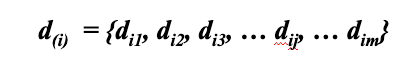 d(i) = {di1, di2, di3, … dij, … dim}